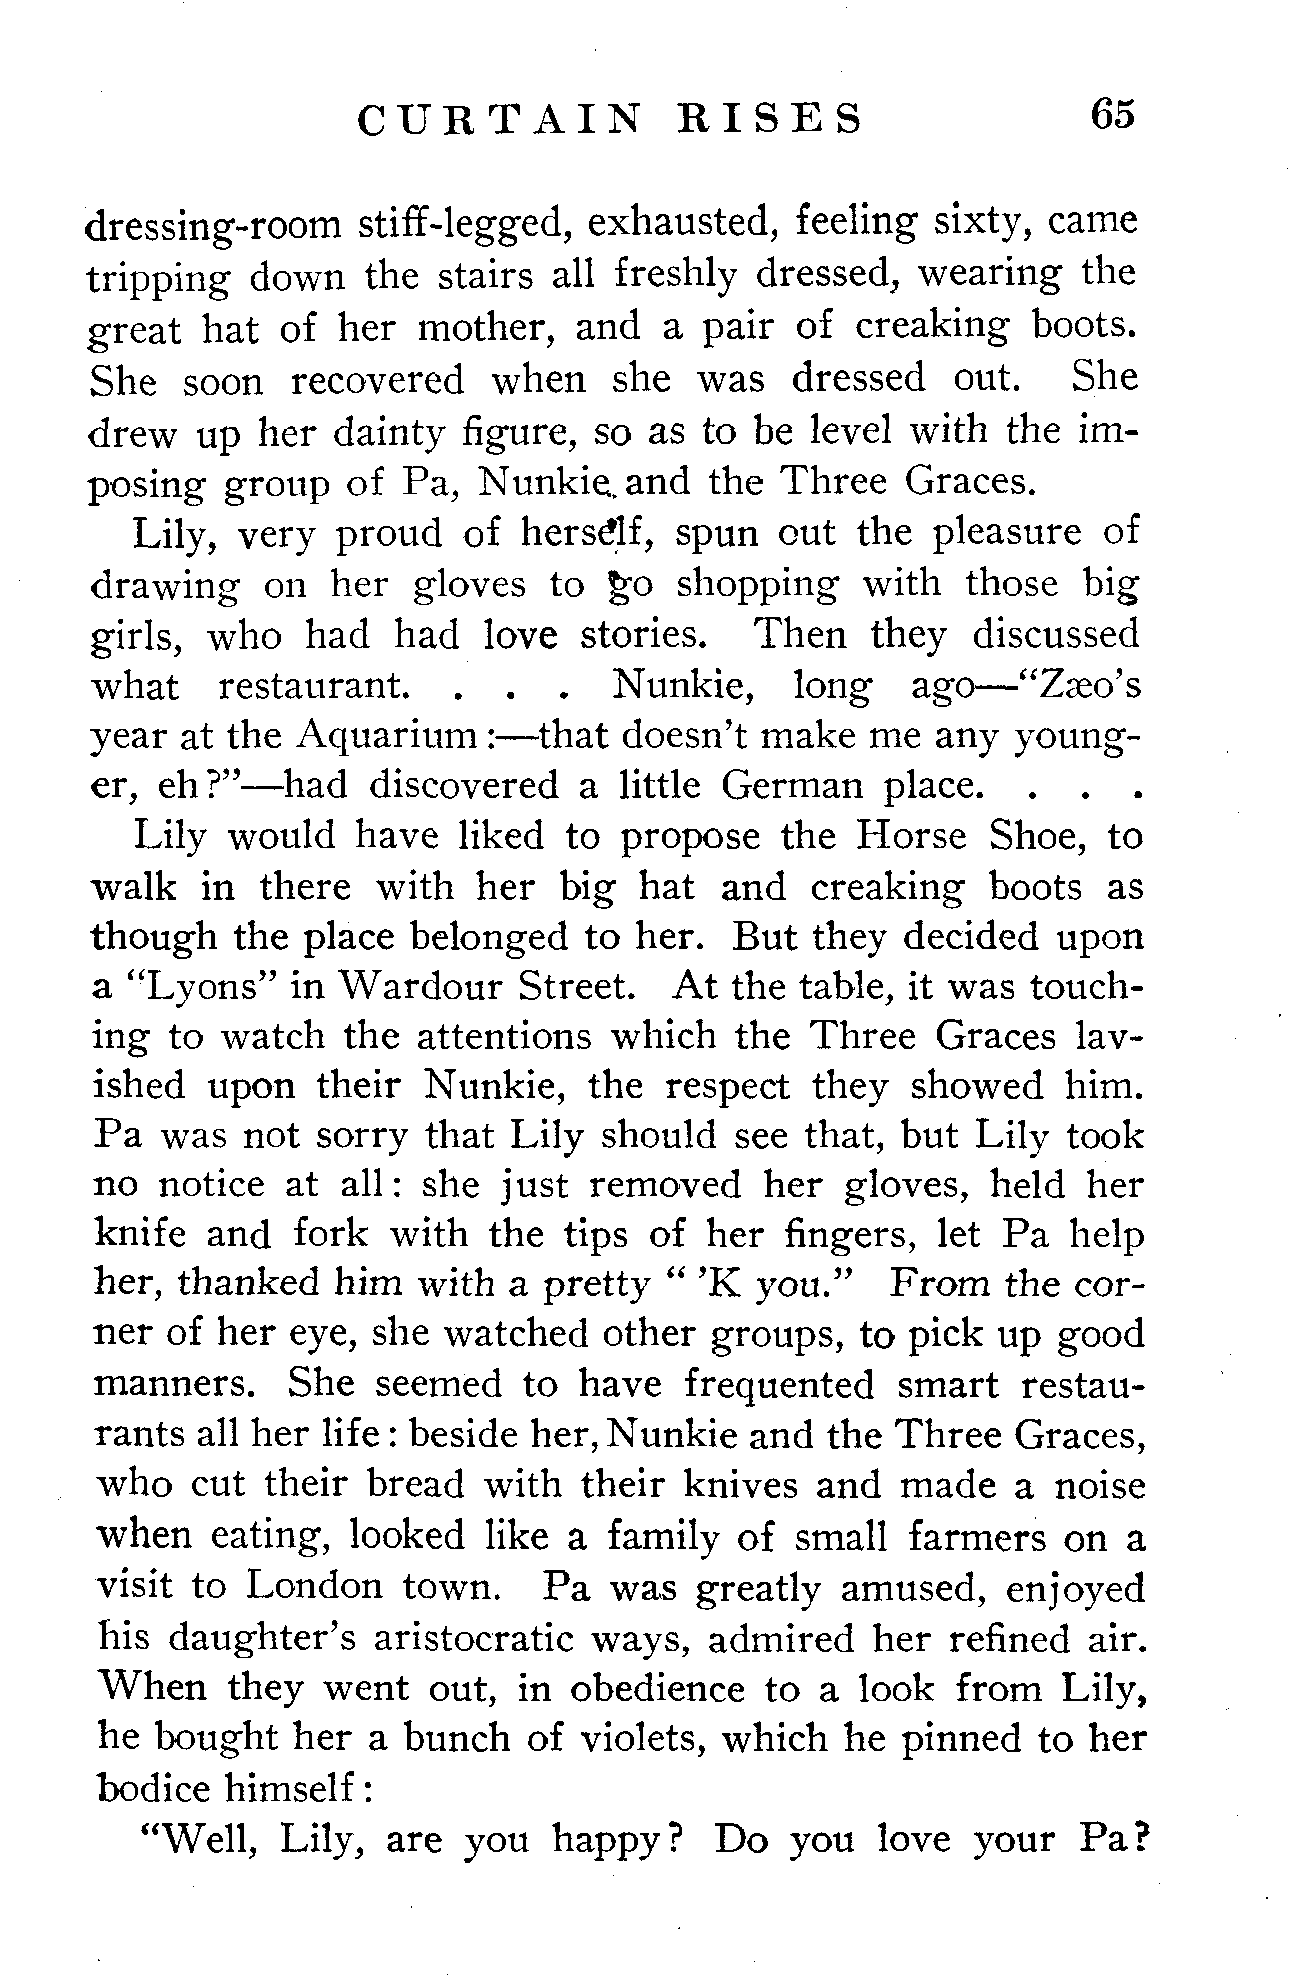 CURTAIN RISES 65
dressing-room stiff-legged, exhausted, feeling sixty, came
tripping down the stairs all freshly dressed, wearing the
great hat of her mother, and a pair of creaking boots.
She soon recovered when she was dressed out. She
drew up her dainty figure, so as to be level with the im-
posing group of Pa, Nunkie and the Three Graces.
Lily, very proud of herself, spun out the pleasure of
drawing on her gloves to go shopping with those big
girls, who had had love stories. Then they discussed
what restaurant. . . . Nunkie, long ago—“Zæo’s
year at the Aquarium:—that doesn’t make me any young-
er, eh?”—had discovered a little German place. . . .
Lily would have liked to propose the Horse Shoe, to
walk in there with her big hat and creaking boots as
though the place belonged to her. But they decided upon
a “Lyons” in Wardour Street. At the table, it was touch-
ing to watch the attentions which the Three Graces lav-
ished upon their Nunkie, the respect they showed him.
Pa was not sorry that Lily should see that, but Lily took
no notice at all: she just removed her gloves, held her
knife and fork with the tips of her fingers, let Pa help
her, thanked him with a pretty “ ’K you.” From the cor-
ner of her eye, she watched other groups, to pick up good
manners. She seemed to have frequented smart restau-
rants all her life: beside her, Nunkie and the Three Graces,
who cut their bread with their knives and made a noise
when eating, looked like a family of small farmers on a
visit to London town. Pa was greatly amused, enjoyed
his daughter’s aristocratic ways, admired her refined air.
When they went out, in obedience to a look from Lily,
he bought her a bunch of violets, which he pinned to her
bodice himself:
“Well, Lily, are you happy? Do you love your Pa?